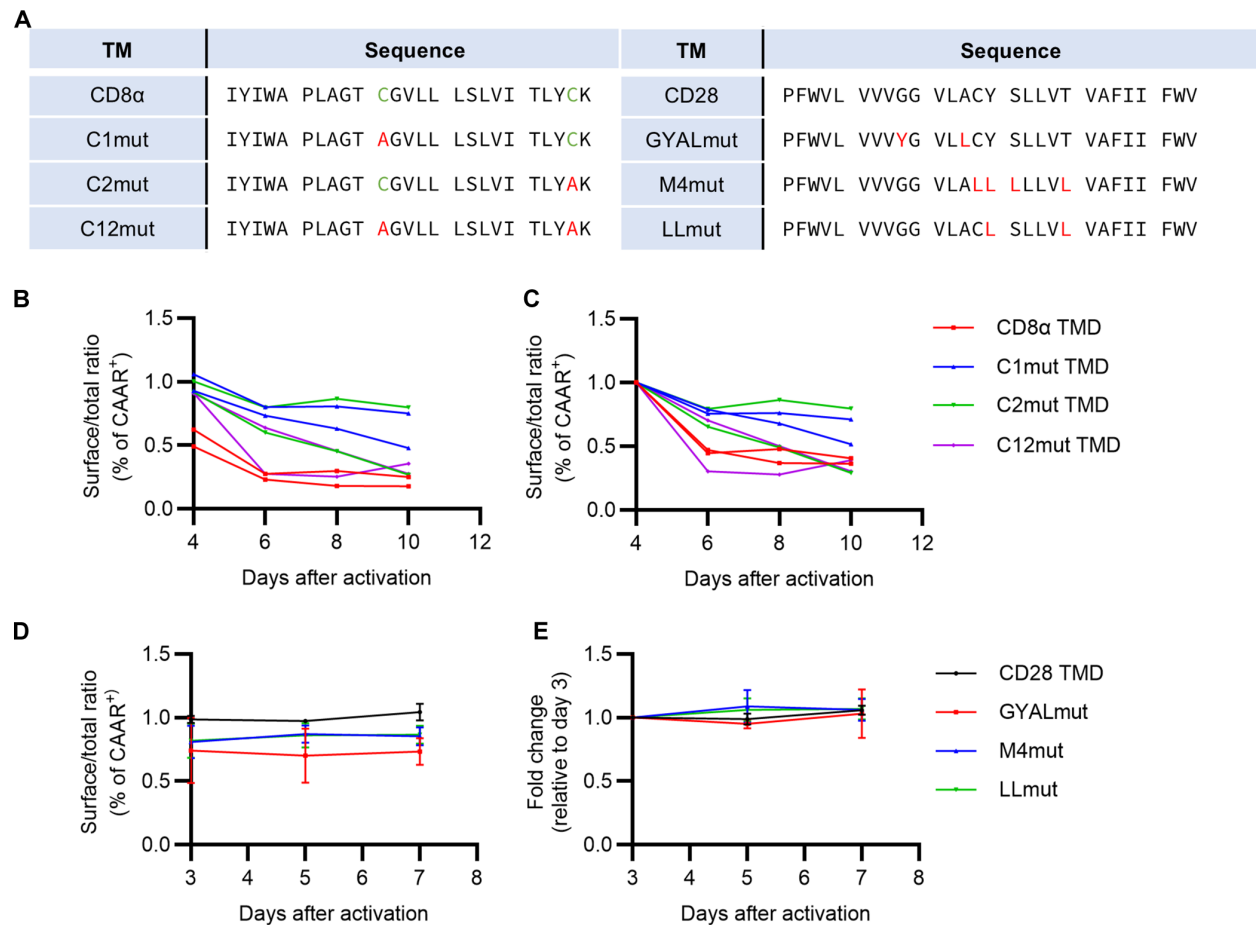 A
TM Sequence TM Sequence
CD8α IYIWA PLAGT CGVLL LSLVI TLYCK CD28 PFWVL VVVGG VLACY SLLVT VAFII FWV
C1mut IYIWA PLAGT AGVLL LSLVI TLYCK GYALmut PFWVL VVVYG VLLCY SLLVT VAFII FWV
C2mut IYIWA PLAGT CGVLL LSLVI TLYAK M4mut PFWVL VVVGG VLALL LLLVL VAFII FWV
C12mut IYIWA PLAGT AGVLL LSLVI TLYAK LLmut PFWVL VVVGG VLACL SLLVL VAFII FWV
B
Surface/total ratio
(% of CAAR+)
1.5
1.0
0.5
0.0
4 6 8 10 12
Days after activation
C
Surface/total ratio
(% of CAAR+)
1.5
1.0
0.5
0.0
4 6 8 10 12
Days after activation
CD8α TMD
C1mut TMD
C2mut TMD
C12mut TMD
D
Surface/total ratio
(% of CAAR+)
1.5
1.0
0.5
0.0
3 4 5 6 7 8
Days after activation
E
Fold change
(relative to day 3)
1.5
1.0
0.5
0.0
3 4 5 6 7 8
Days after activation
CD28 TMD
GYALmut
M4mut
LLmut